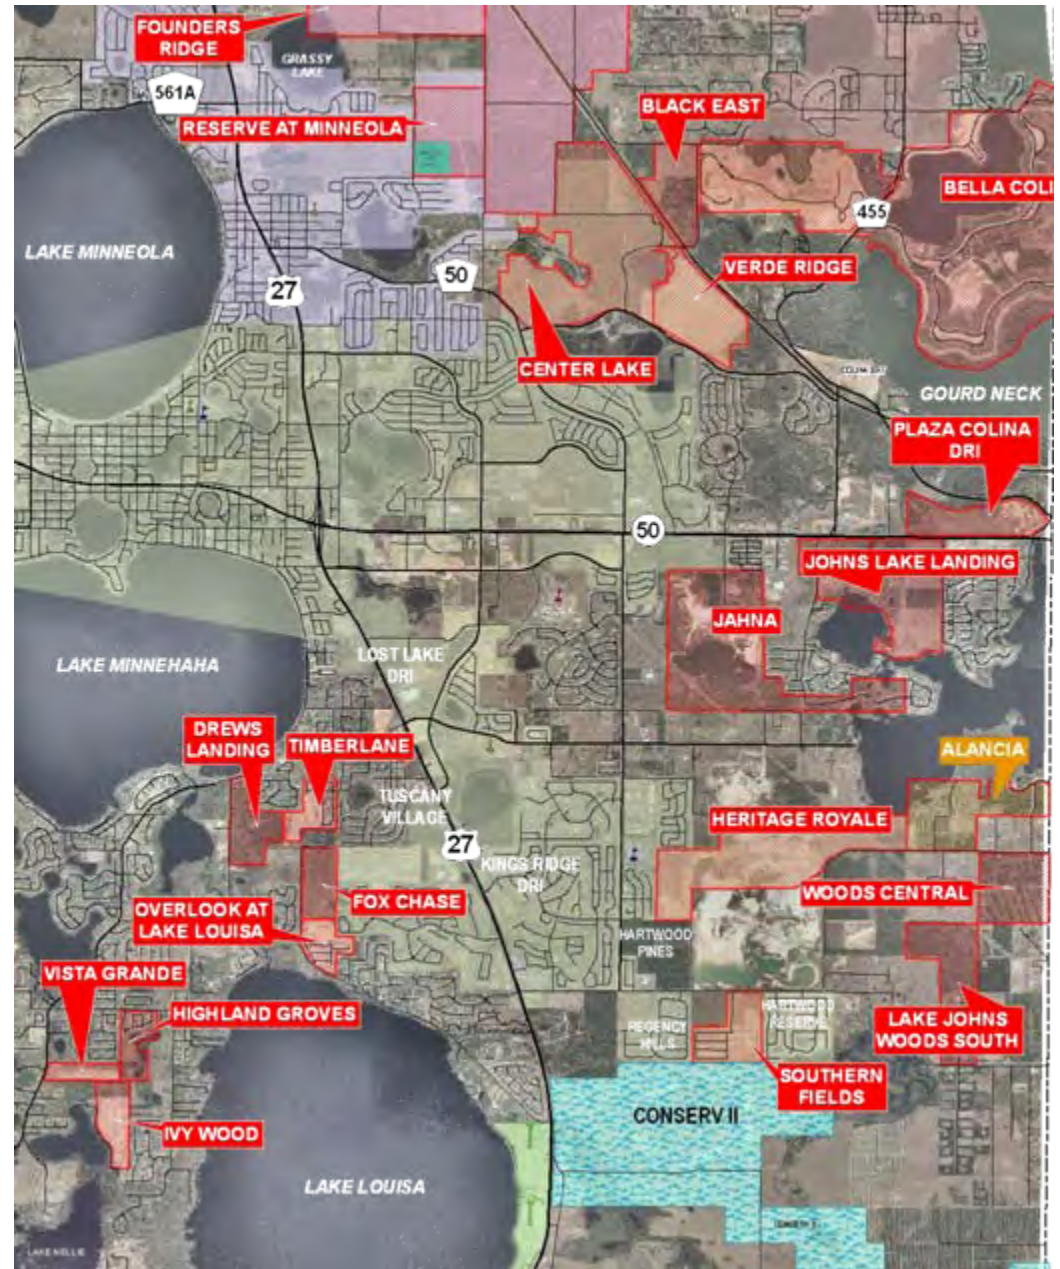 FOUNDERS
RIDGE
GRASSY
LAKE
561A
RESERVE AT MINNEOLA
BLACK EAST
BELLA COLI
455
LAKE MINNEOLA
VERDE RIDGE
50
27
CENTER LAKE
GOURD NECK
PLAZA COLINA
DRI
50
JOHNS LAKE LANDING
JAHNA
LOST LAKE
DRI
LAKE MINNEHAHA
DREWS
LANDING
TIMBERLANE
ALANCIA
TUSCANY
VILLAGE
HERITAGE ROYALE
27
KINGS RIDGE
DRI
WOODS CENTRAL
FOX CHASE
OVERLOOK AT
LAKE LOUISA
HARTWOOD
PINES
VISTA GRANDE
HIGHLAND GROVES
REGENCY
HILLS
HARTWOOD
RESERVE
LAKE JOHNS
WOODS SOUTH
SOUTHERN
FIELDS
CONSERV II
IVY WOOD
LAKE LOUISA
LAKE NELLIE